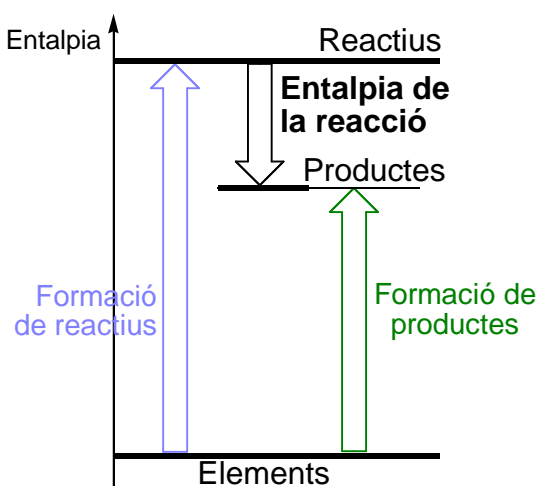 Entalpia
Reactius
Entalpia de
la reacció
Productes
Formació
de reactius
Formació de
productes
Elements